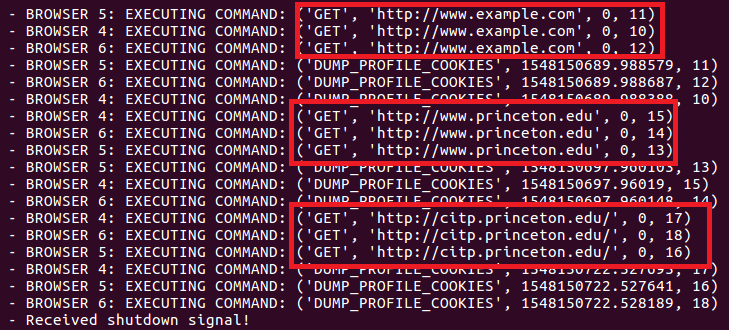 - BROWSER 5: EXECUTING COMMAND: ('GET', 'http://www.example.com', 0, 11)
- BROWSER 4: EXECUTING COMMAND: ('GET', 'http://www.example.com', 0, 10)
- BROWSER 6: EXECUTING COMMAND: ('GET', 'http://www.example.com', 0, 12)
- BROWSER 5: EXECUTING COMMAND: ('DUMP_PROFILE_COOKIES', 1548150689.988579, 11)
- BROWSER 6: EXECUTING COMMAND: ('DUMP_PROFILE_COOKIES', 1548150689.988687, 12)
- BROWSER 4: EXECUTING COMMAND: ('DUMP_PROFILE_COOKIES', 10)
- BROWSER 4: EXECUTING COMMAND: ('GET', 'http://www.princeton.edu', 0, 15)
- BROWSER 6: EXECUTING COMMAND: ('GET', 'http://www.princeton.edu', 0, 14)
- BROWSER 5: EXECUTING COMMAND: ('GET', 'http://www.princeton.edu', 0, 13)
- BROWSER 5: EXECUTING COMMAND: ('DUMP_PROFILE_COOKIES', 13)
- BROWSER 4: EXECUTING COMMAND: ('DUMP_PROFILE_COOKIES', 1548150697.96019, 15)
- BROWSER 6: EXECUTING COMMAND: ('DUMP_PROFILE_COOKIES', 14)
- BROWSER 4: EXECUTING COMMAND: ('GET', 'http://citp.princeton.edu/', 0, 17)
- BROWSER 6: EXECUTING COMMAND: ('GET', 'http://citp.princeton.edu/', 0, 18)
- BROWSER 5: EXECUTING COMMAND: ('GET', 'http://citp.princeton.edu/', 0, 16)
- BROWSER 4: EXECUTING COMMAND: ('DUMP_PROFILE_COOKIES', 17)
- BROWSER 5: EXECUTING COMMAND: ('DUMP_PROFILE_COOKIES', 1548150722.527641, 16)
- BROWSER 6: EXECUTING COMMAND: ('DUMP_PROFILE_COOKIES', 1548150722.528189, 18)
- Received shutdown signal!